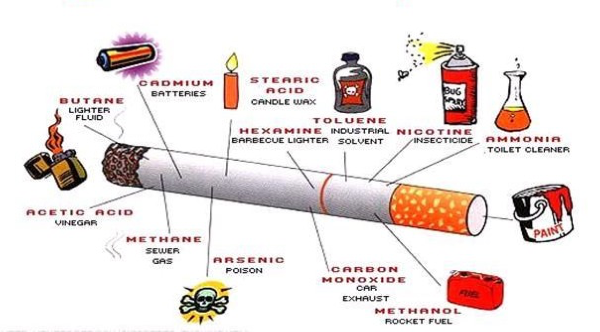 CADMIUM
BATTERIES
STEARIC
ACID
CANDLE WAX
BUTANE
LIGHTER
FLUID
TOLUENE
INDUSTRIAL
SOLVENT
HEXAMINE
BARBECUE LIGHTER
BUG
SPRAY
NICOTINE
INSECTICIDE
AMMONIA
TOILET CLEANER
ACETIC ACID
VINEGAR
METHANE
SEWER
GAS
ARSENIC
POISON
CARBON
MONOXIDE
CAR
EXHAUST
PAINT
FUEL
METHANOL
ROCKET FUEL